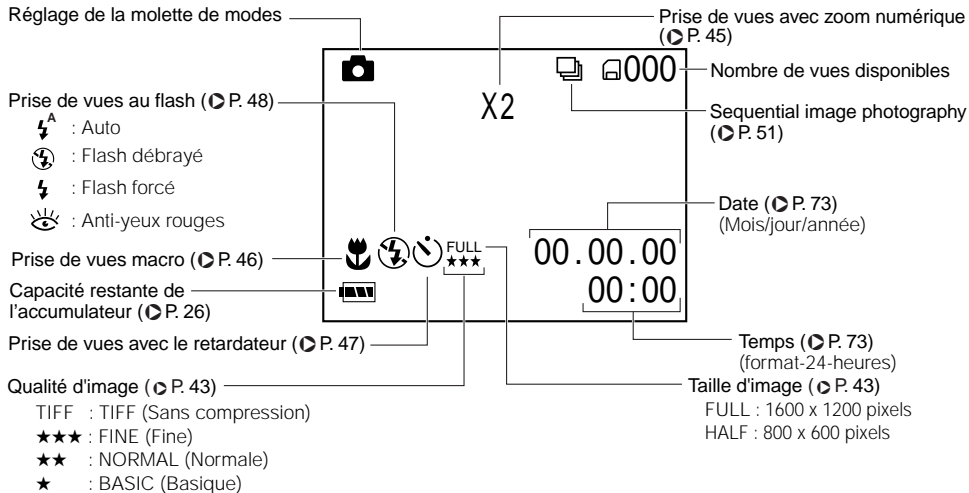 Réglage de la molette de modes
Prise de vues avec zoom numérique
(P. 45)
000
Nombre de vues disponibles
X2
Prise de vues au flash (P. 48)
A : Auto
: Flash débrayé
: Flash forcé
: Anti-yeux rouges
Sequential image photography
(P. 51)
Date (P. 73)
(Mois/jour/année)
FULL
★★★
00.00.00
00:00
Prise de vues macro (P. 46)
Capacité restante de
l'accumulateur (P. 26)
Prise de vues avec le retardateur (P. 47)
Temps (P. 73)
(format-24-heures)
Qualité d'image (P. 43)
TIFF : TIFF (Sans compression)
★★★ : FINE (Fine)
★★ : NORMAL (Normale)
★ : BASIC (Basique)
Taille d'image (P. 43)
FULL : 1600 x 1200 pixels
HALF : 800 x 600 pixels